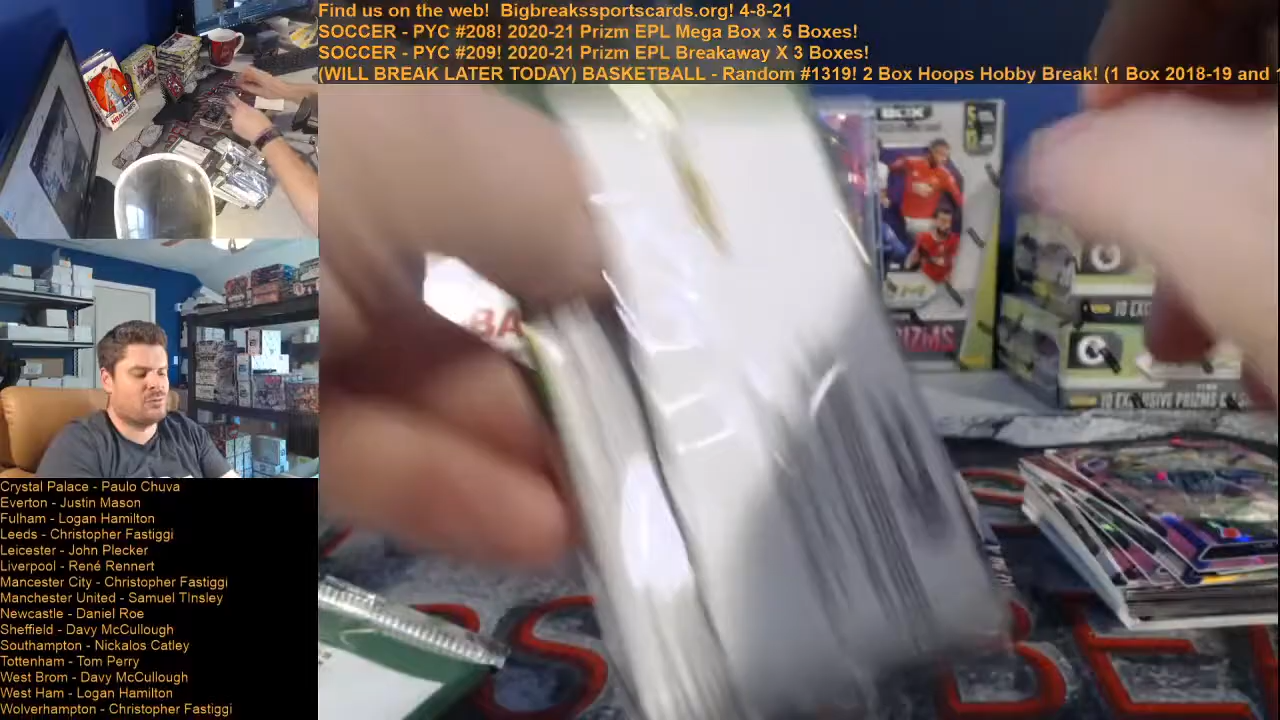 Find us on the web!  Bigbreakssportscards.org! 4-8-21
SOCCER - PYC #208! 2020-21 Prizm EPL Mega Box x 5 Boxes!
SOCCER - PYC #209! 2020-21 Prizm EPL Breakaway X 3 Boxes!
(WILL BREAK LATER TODAY) BASKETBALL - Random #1319! 2 Box Hoops Hobby Break! (1 Box 2018-19 and
BOX
BA
Crystal Palace - Paulo Chuva
Everton - Justin Mason
Fulham - Logan Hamilton
Leeds - Christopher Fastiggi
Leicester - John Plecker
Liverpool - René Rennert
Mancester City - Christopher Fastiggi
Manchester United - Samuel TInsley
Newcastle - Daniel Roe
Sheffield - Davy McCullough
Southampton - Nickalos Catley
Tottenham - Tom Perry
West Brom - Davy McCullough
West Ham - Logan Hamilton
Wolverhampton - Christopher Fastiggi